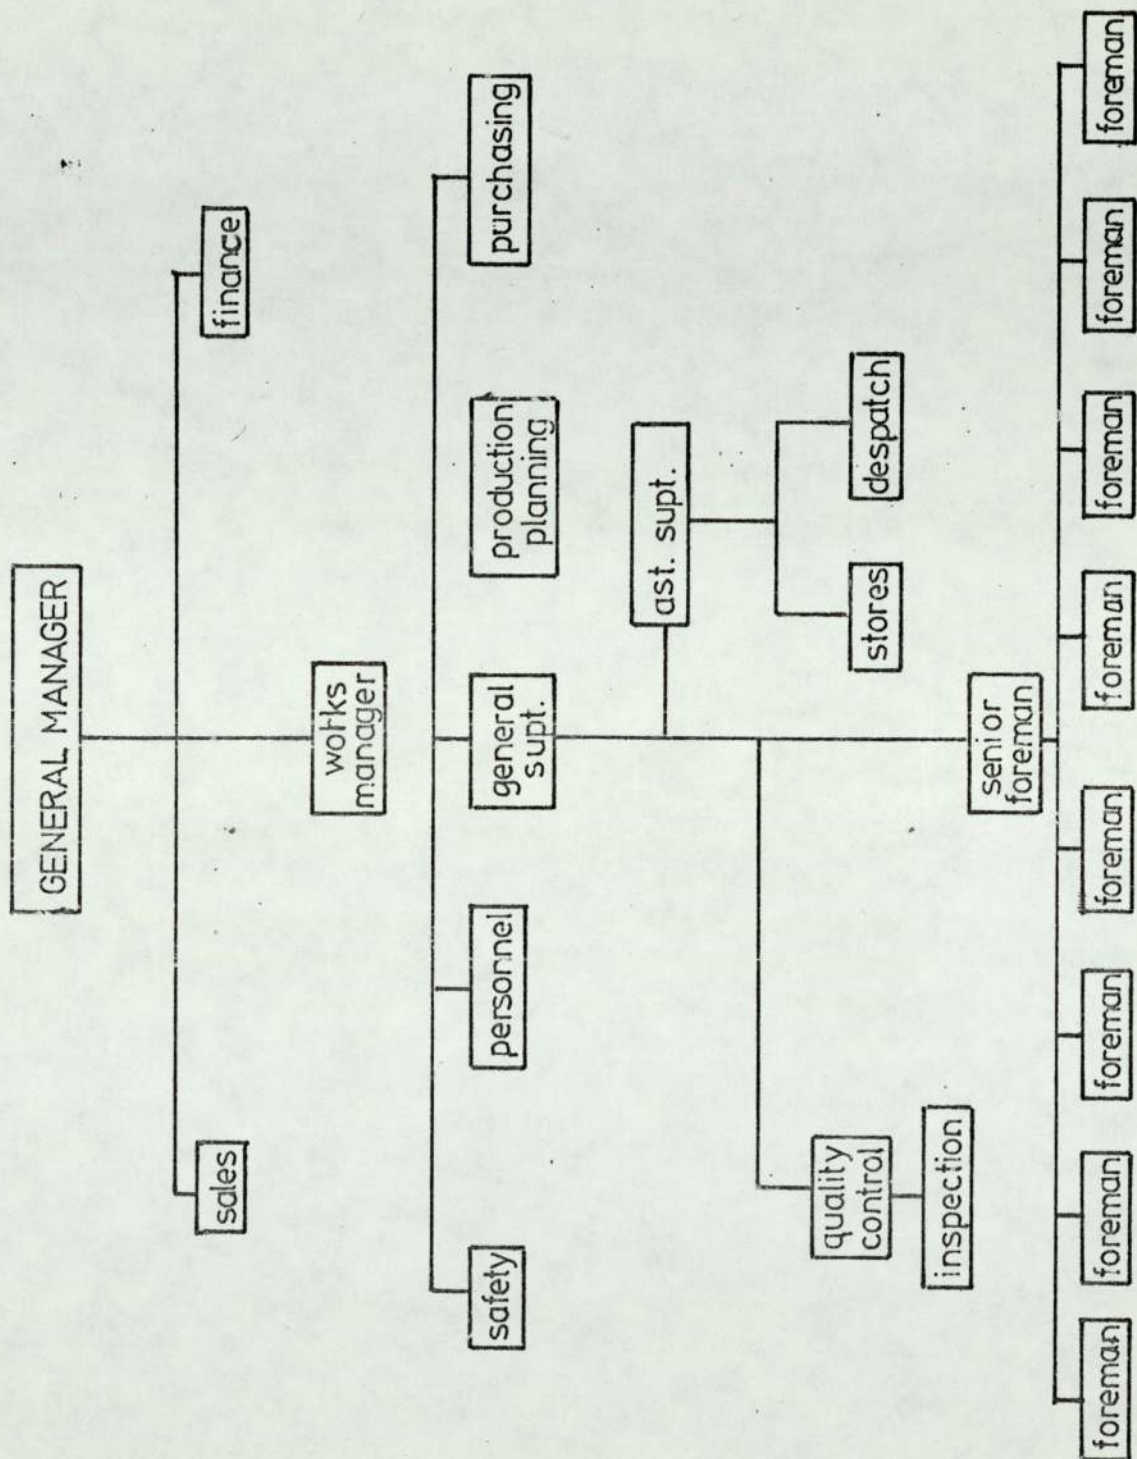 GENERAL MANAGER
sales
finance
works
manager
safety
personnel
general
supt.
production
planning
purchasing
ast. supt.
quality
control
stores
despatch
inspection
senior
foreman
foreman
foreman
foreman
foreman
foreman
foreman
foreman
foreman